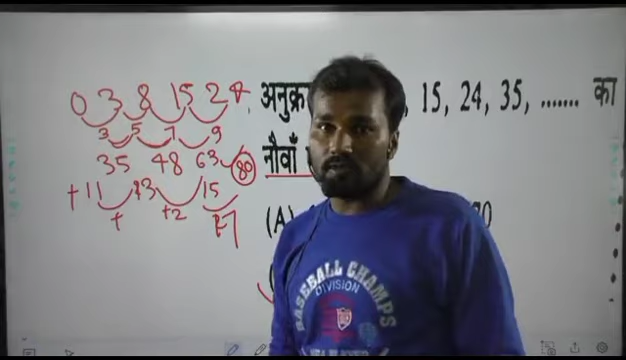 0 3 8 15 24
3 5 7 9
35 48 63 80
+11 13 15
+2 17
अनुक्र 15, 24, 35, ....... का
नौवाँ
(A)
BASEBALL CHAMPS
DIVISION